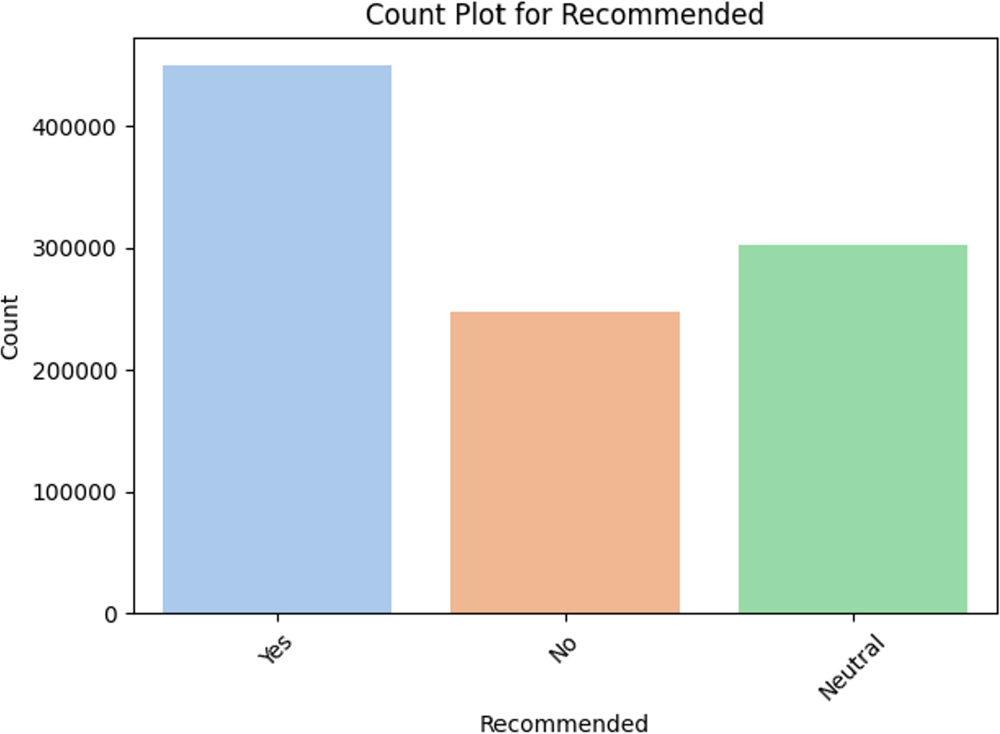 Count Plot for Recommended
Count
400000
300000
200000
100000
0
Yes
No
Neutral
Recommended